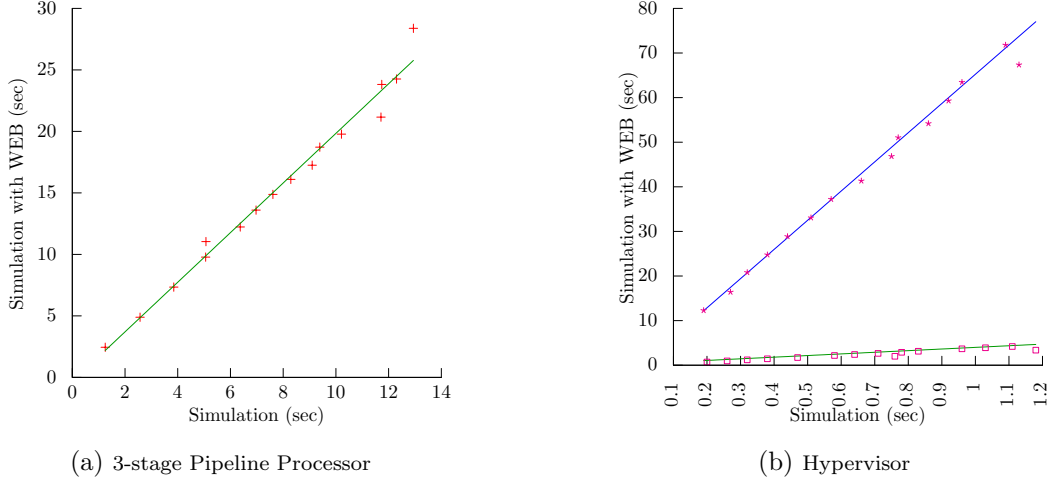 30
25
20
15
10
5
0
0 2 4 6 8 10 12 14
Simulation with WEB (sec)
Simulation (sec)
(a) 3-stage Pipeline Processor
80
70
60
50
40
30
20
10
0
0.1 0.2 0.3 0.4 0.5 0.6 0.7 0.8 0.9 1 1.1 1.2
Simulation with WEB (sec)
Simulation (sec)
(b) Hypervisor